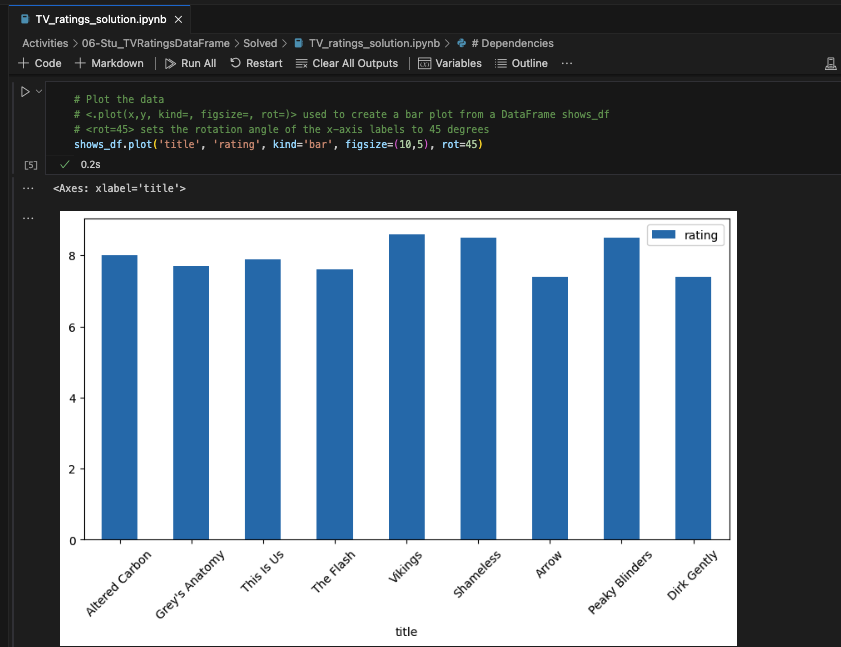 TV_ratings_solution.ipynb
Activities > 06-Stu_TVRatingsDataFrame > Solved > TV_ratings_solution.ipynb > # Dependencies
+ Code + Markdown Run All Restart Clear All Outputs Variables Outline ...
# Plot the data
# <.plot(x,y, kind=, figsize=, rot=)> used to create a bar plot from a DataFrame shows_df
# <rot=45> sets the rotation angle of the x-axis labels to 45 degrees
shows_df.plot('title', 'rating', kind='bar', figsize=(10,5), rot=45)
[5] ✓ 0.2s
... <Axes: xlabel='title'>
...
rating
8
6
4
2
0
Altered Carbon
Grey's Anatomy
This Is Us
The Flash
Vikings
Shameless
Arrow
Peaky Blinders
Dirk Gently
title